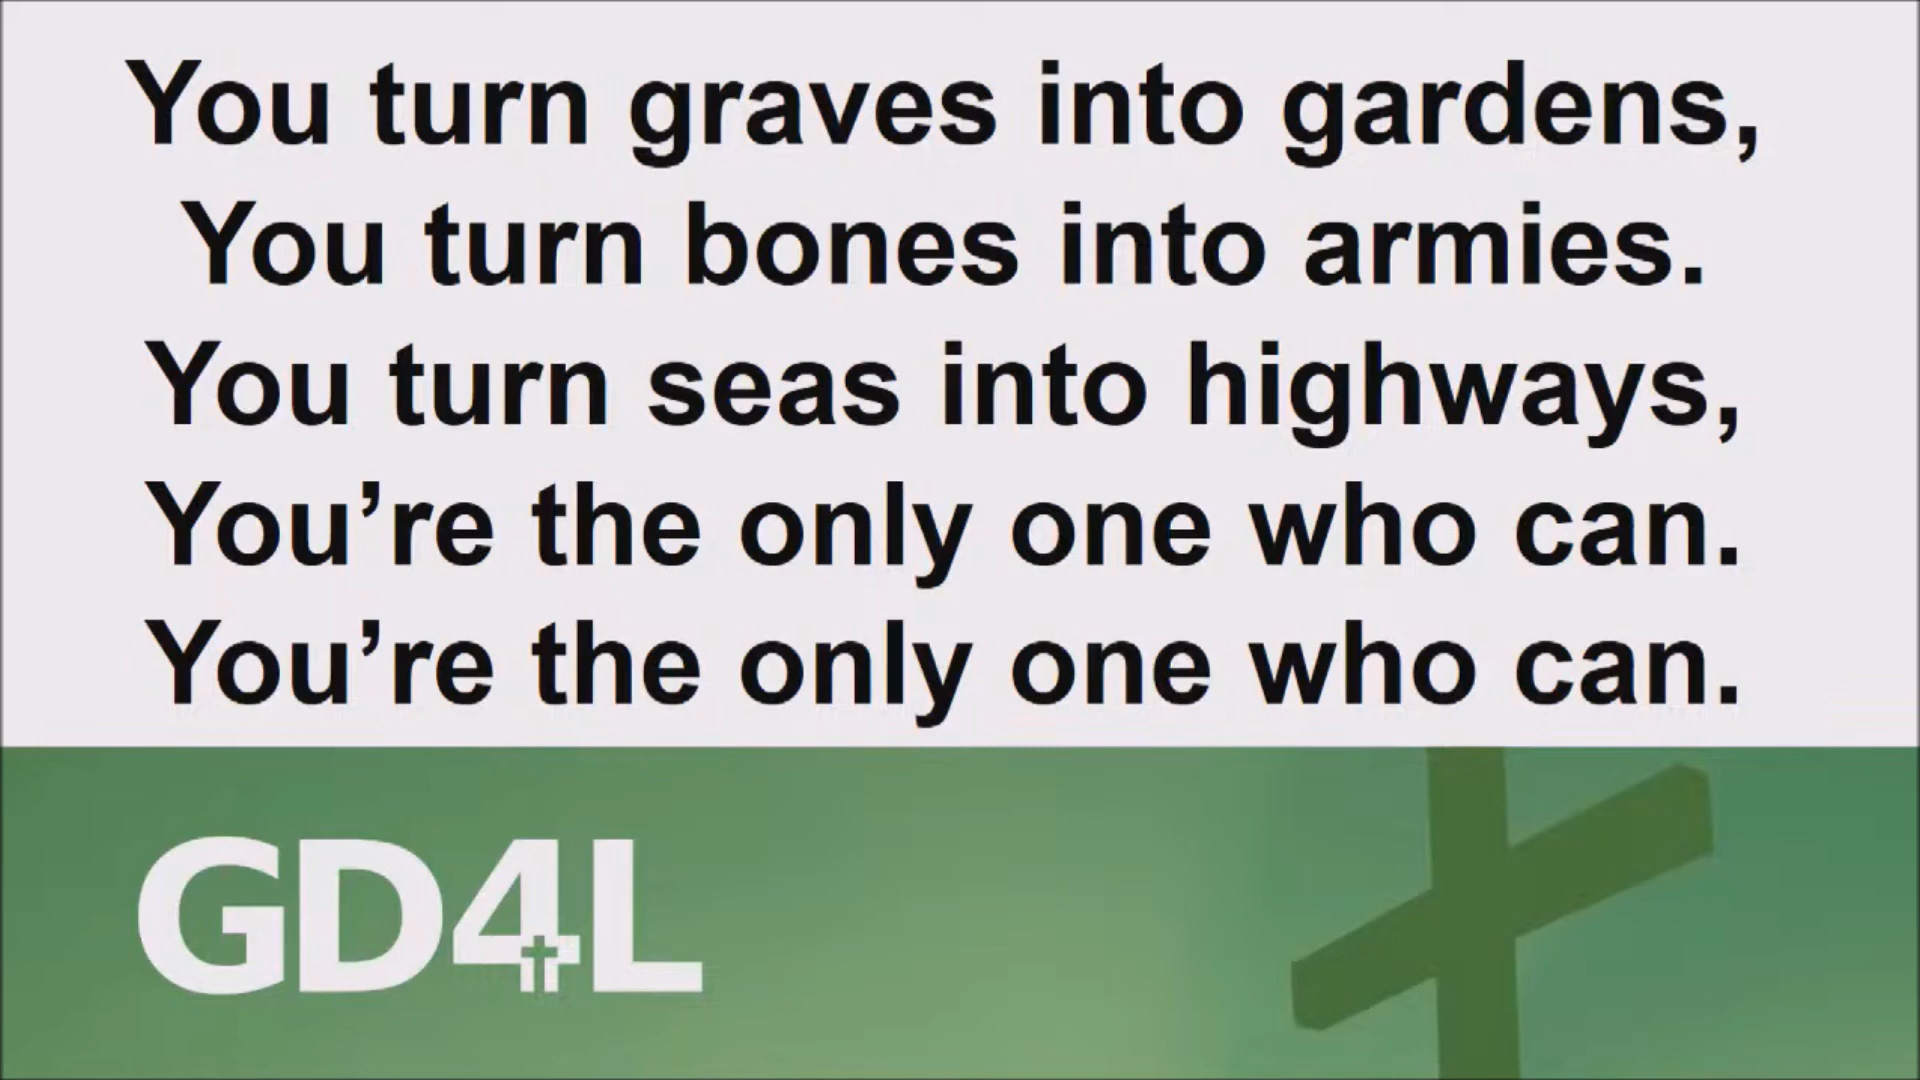 You turn graves into gardens,
You turn bones into armies.
You turn seas into highways,
You’re the only one who can.
You’re the only one who can.
GD4L